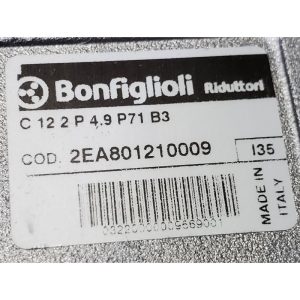 Bonfiglioli Riduttori
C 12 2 P 4.9 P71 B3
COD. 2EA801210009
I35
MADE IN
ITALY